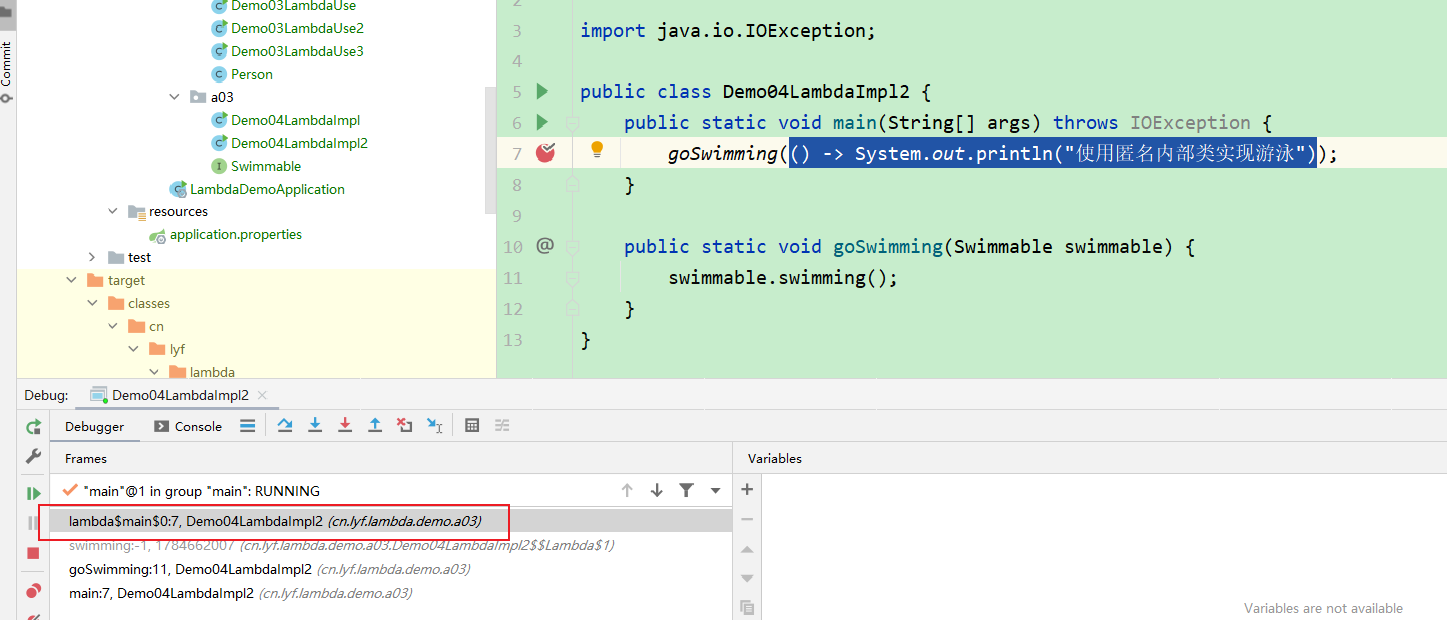 Commit
Demo03LambdaUse
Demo03LambdaUse2
Demo03LambdaUse3
Person
a03
Demo04LambdaImpl
Demo04LambdaImpl2
Swimmable
LambdaDemoApplication
resources
application.properties
test
target
classes
cn
lyf
lambda
2
3 import java.io.IOException;
4
5 public class Demo04LambdaImpl2 {
6 public static void main(String[] args) throws IOException {
7 goSwimming(() -> System.out.println("使用匿名内部类实现游泳"));
8 }
9
10 @ public static void goSwimming(Swimmable swimmable) {
11 swimmable.swimming();
12 }
13 }
Debug: Demo04LambdaImpl2
Debugger Console
Frames
Variables
"main"@1 in group "main": RUNNING
lambda$main$0:7, Demo04LambdaImpl2 (cn.lyf.lambda.demo.a03)
swimming:-1, 1784662007 (cn.lyf.lambda.demo.a03.Demo04LambdaImpl2$$Lambda$1)
goSwimming:11, Demo04LambdaImpl2 (cn.lyf.lambda.demo.a03)
main:7, Demo04LambdaImpl2 (cn.lyf.lambda.demo.a03)
Variables are not available